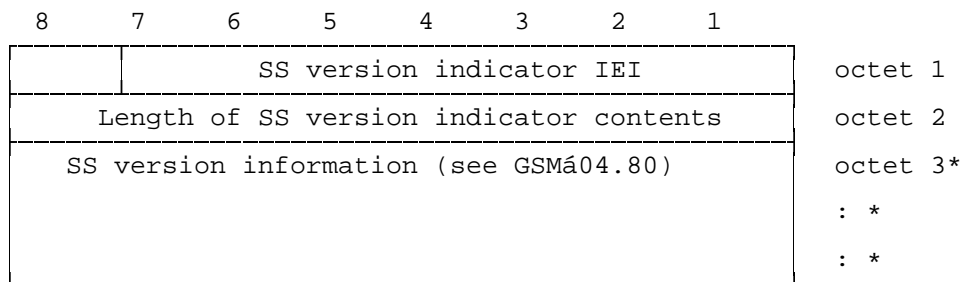 8 7 6 5 4 3 2 1
SS version indicator IEI octet 1
Length of SS version indicator contents octet 2
SS version information (see GSMá04.80) octet 3*
: *
: *